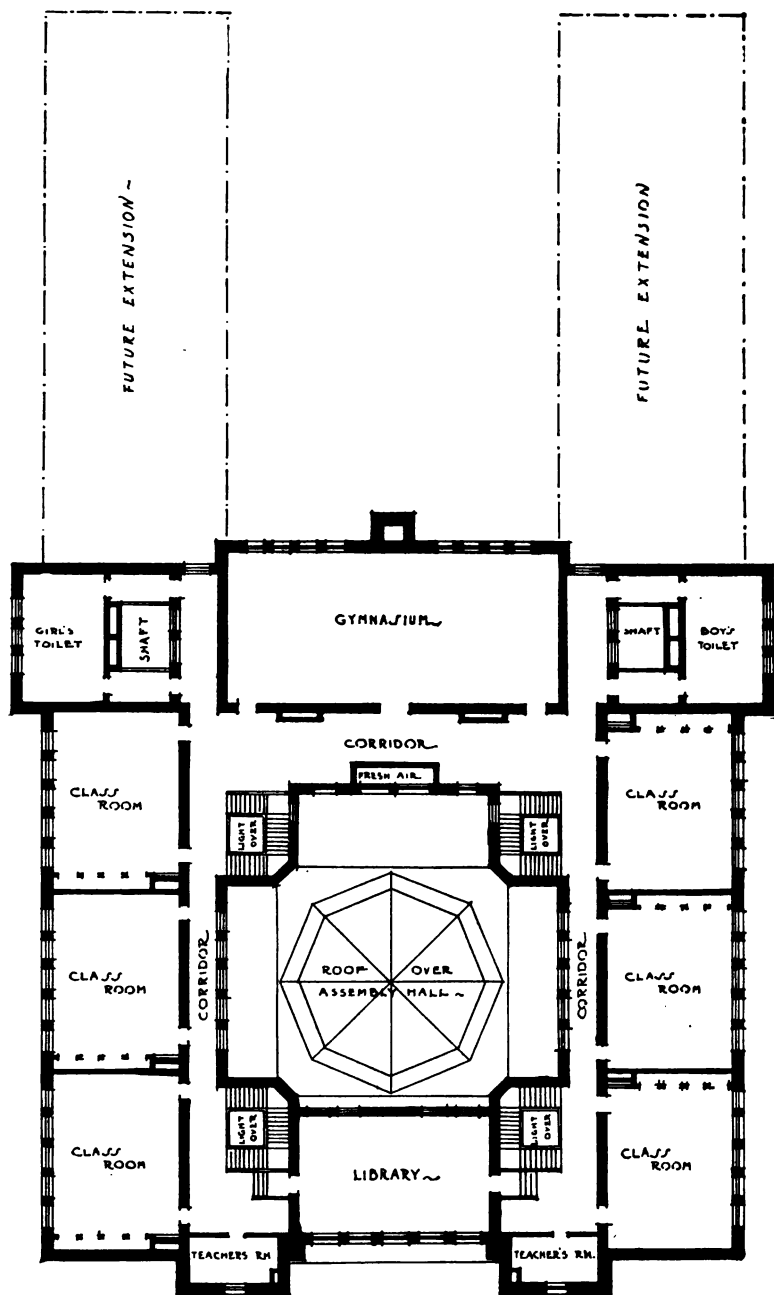 FUTURE EXTENSION~
FUTURE EXTENSION
GIRL'S
TOILET
SHAFT
GYMNASIUM~
SHAFT
BOY'S
TOILET
CORRIDOR
FRESH AIR
CLASS
ROOM
LIGHT
OVER
LIGHT
OVER
CLASS
ROOM
CLASS
ROOM
CORRIDOR
ROOF OVER
ASSEMBLY HALL~
CORRIDOR
CLASS
ROOM
CLASS
ROOM
LIGHT
OVER
LIBRARY~
LIGHT
OVER
CLASS
ROOM
TEACHERS RM
TEACHER'S RM.